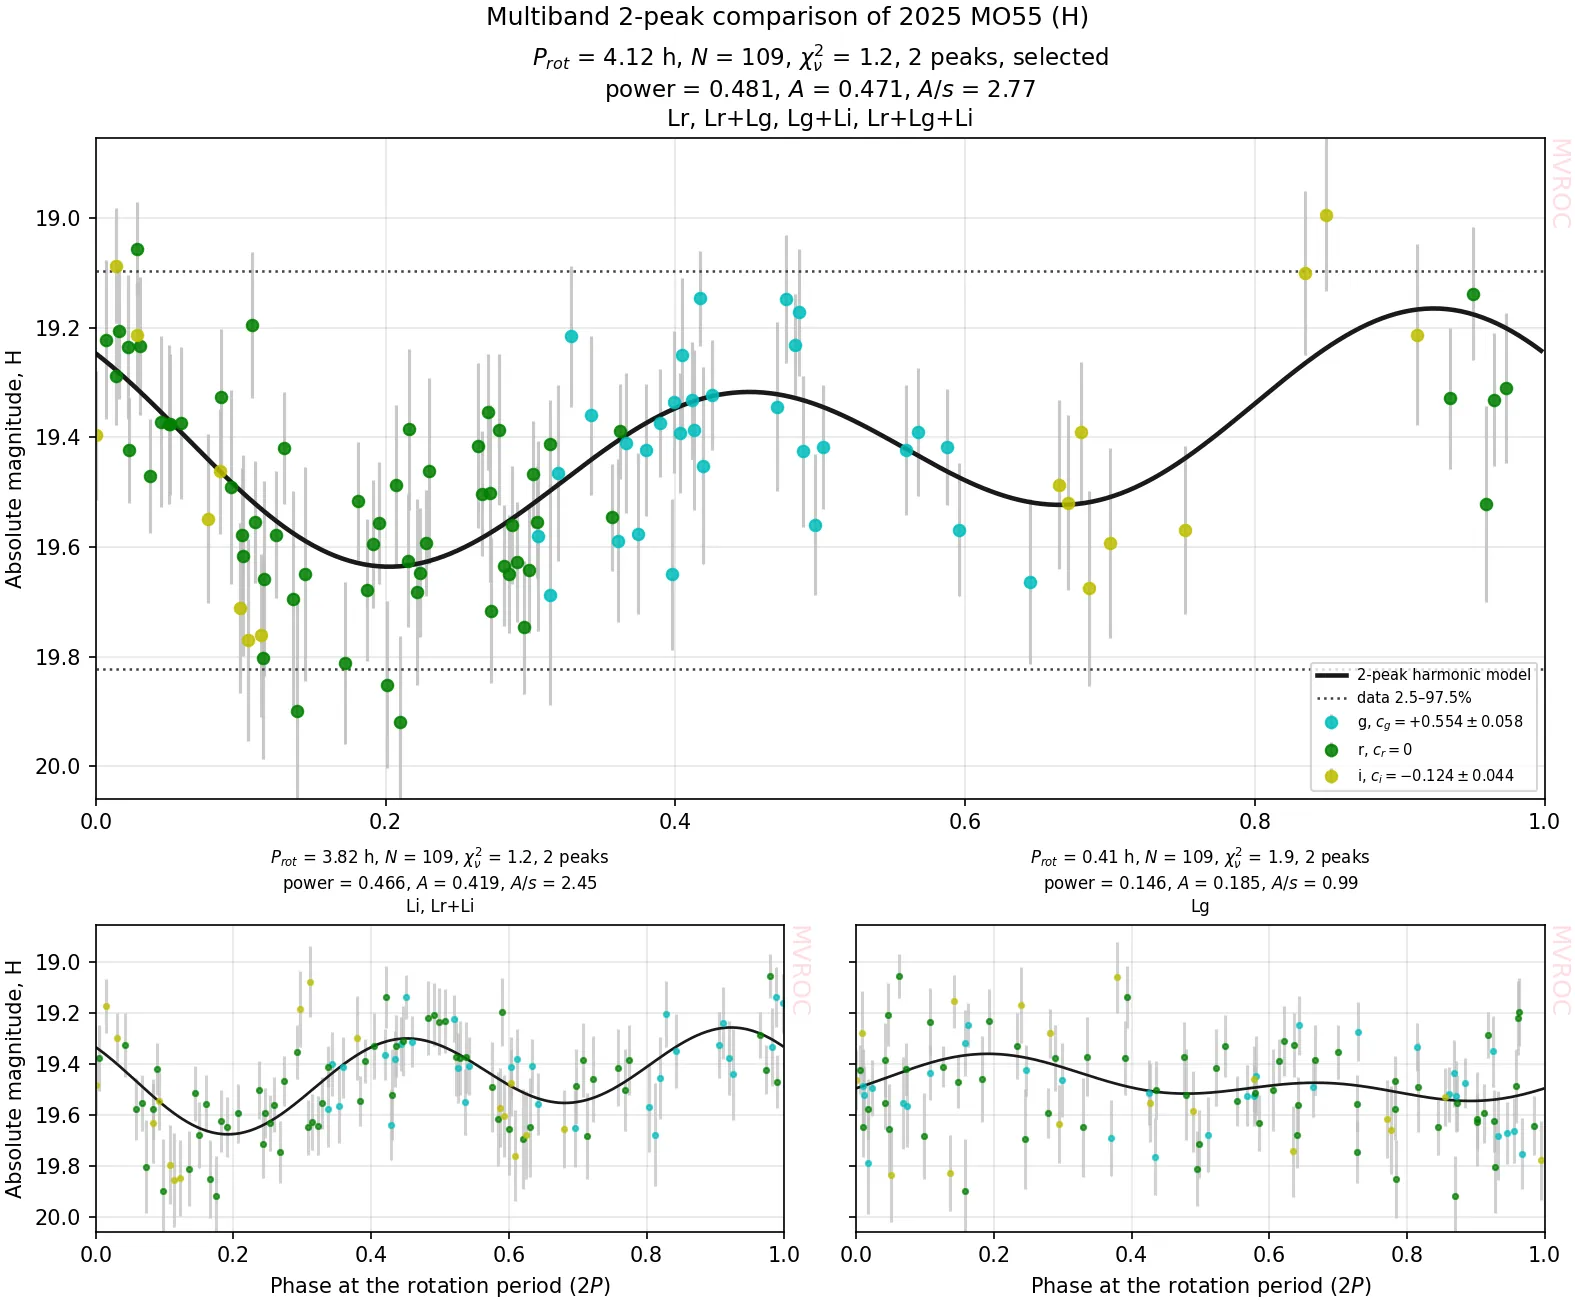 Multiband 2-peak comparison of 2025 MO55 (H)
P_rot = 4.12 h, N = 109, χ²_ν = 1.2, 2 peaks, selected
power = 0.481, A = 0.471, A/s = 2.77
Lr, Lr+Lg, Lg+Li, Lr+Lg+Li
MVROC
Absolute magnitude, H
19.0
19.2
19.4
19.6
19.8
20.0
2-peak harmonic model
data 2.5–97.5%
g, c_g = +0.554 ± 0.058
r, c_r = 0
i, c_i = −0.124 ± 0.044
0.0 0.2 0.4 0.6 0.8 1.0
P_rot = 3.82 h, N = 109, χ²_ν = 1.2, 2 peaks
power = 0.466, A = 0.419, A/s = 2.45
Li, Lr+Li
MVROC
Absolute magnitude, H
19.0
19.2
19.4
19.6
19.8
20.0
0.0 0.2 0.4 0.6 0.8 1.0
Phase at the rotation period (2P)
P_rot = 0.41 h, N = 109, χ²_ν = 1.9, 2 peaks
power = 0.146, A = 0.185, A/s = 0.99
Lg
MVROC
0.0 0.2 0.4 0.6 0.8 1.0
Phase at the rotation period (2P)